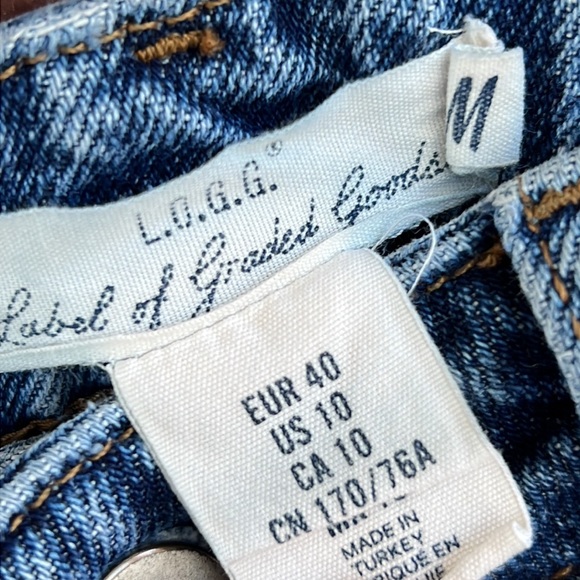 M
L.O.G.G.®
Label of Graded Goods
EUR 40
US 10
CA 10
CN 170/76A
MADE IN
TURKEY